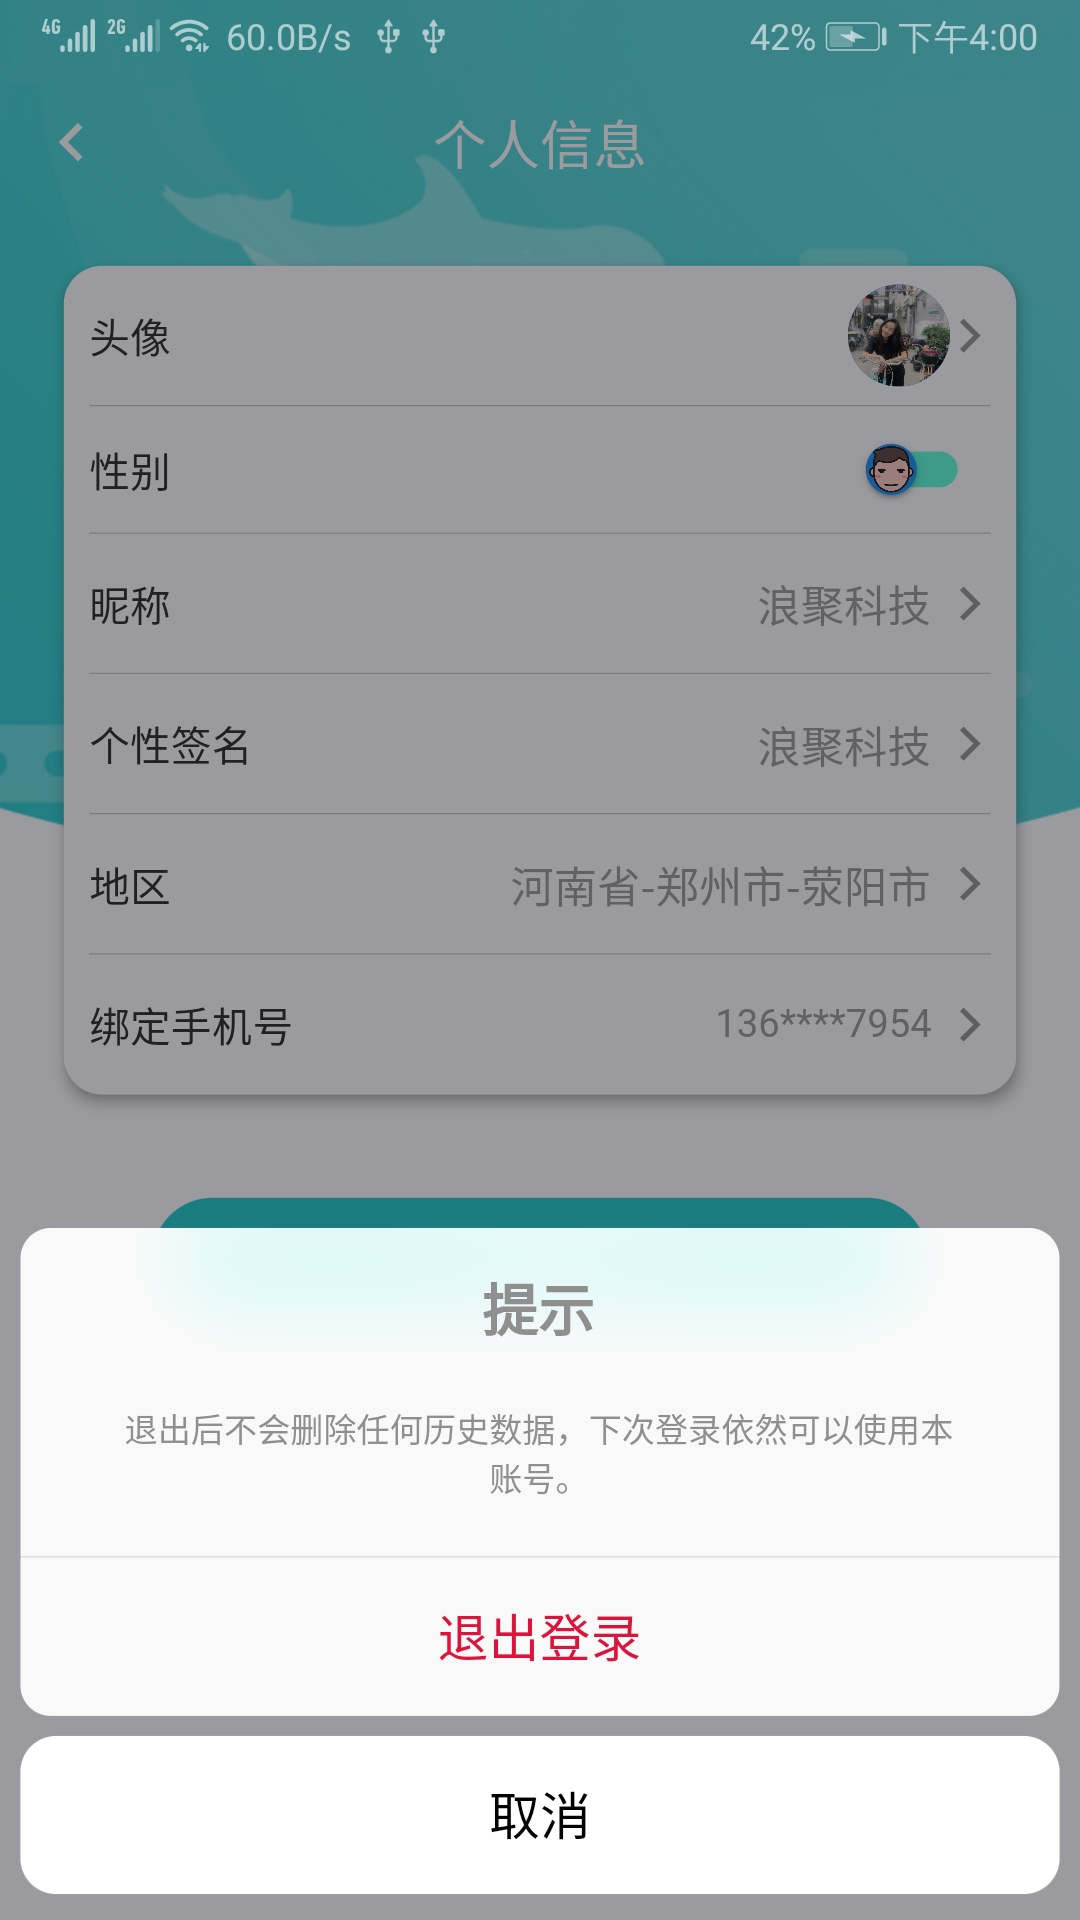 4G 2G 60.0B/s 42% 下午4:00
个人信息
头像
性别
昵称 浪聚科技
个性签名 浪聚科技
地区 河南省-郑州市-荥阳市
绑定手机号 136****7954
提示
退出后不会删除任何历史数据，下次登录依然可以使用本
账号。
退出登录
取消